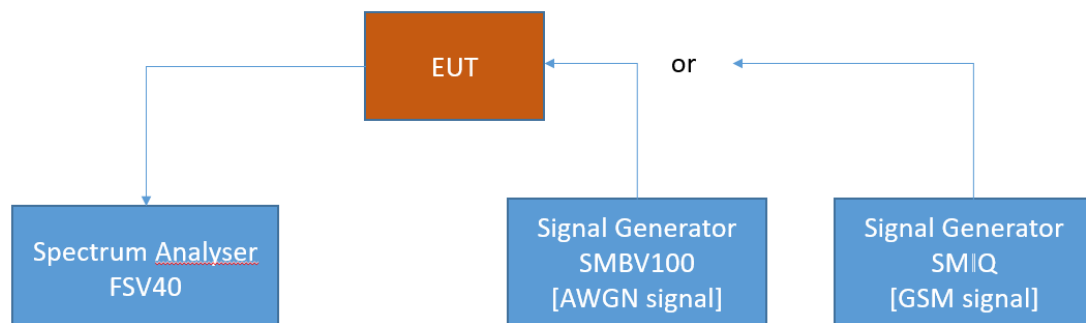 EUT
or
Spectrum Analyser
FSV40
Signal Generator
SMBV100
[AWGN signal]
Signal Generator
SMIQ
[GSM signal]